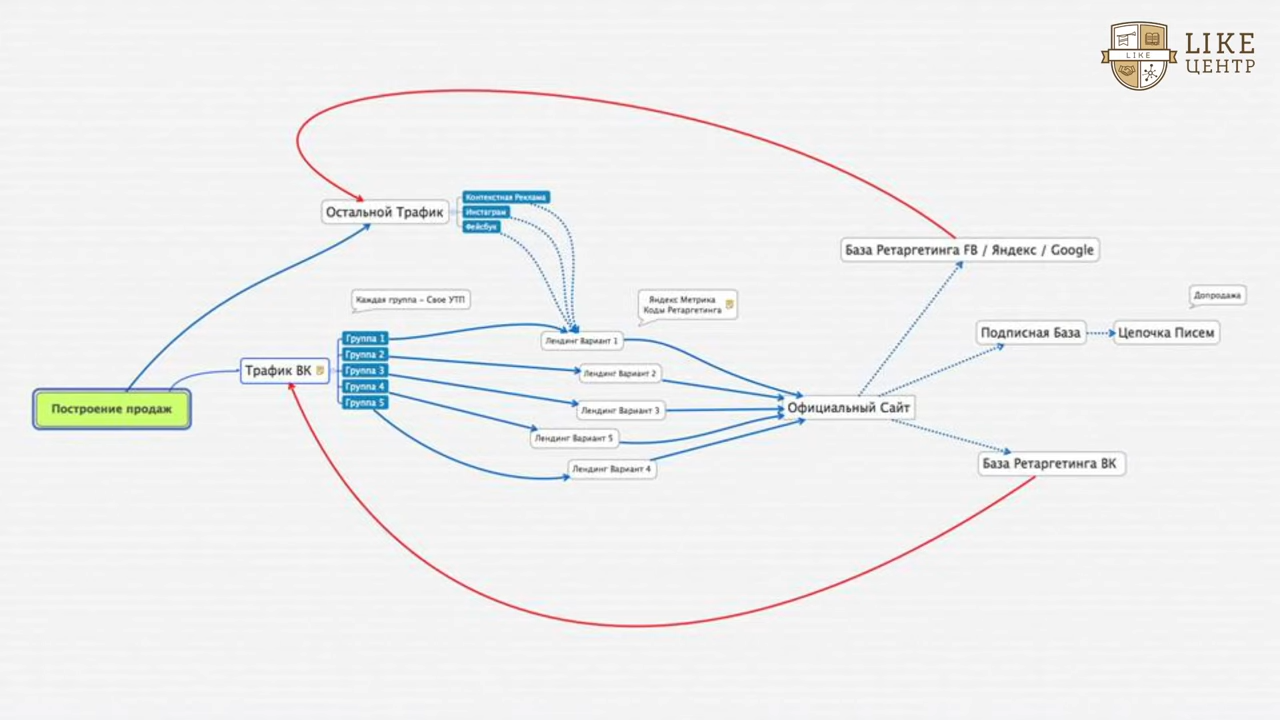 LIKE
ЦЕНТР
LIKE
Остальной Трафик
Контекстная Реклама
Инстаграм
Фейсбук
База Ретаргетинга FB / Яндекс / Google
Каждая группа - Свое УТП
Яндекс Метрика
Коды Ретаргетинга
Допродажа
Группа 1
Группа 2
Группа 3
Группа 4
Группа 5
Лендинг Вариант 1
Подписная База
Цепочка Писем
Трафик ВК
Лендинг Вариант 2
Построение продаж
Лендинг Вариант 3
Официальный Сайт
Лендинг Вариант 5
Лендинг Вариант 4
База Ретаргетинга ВК